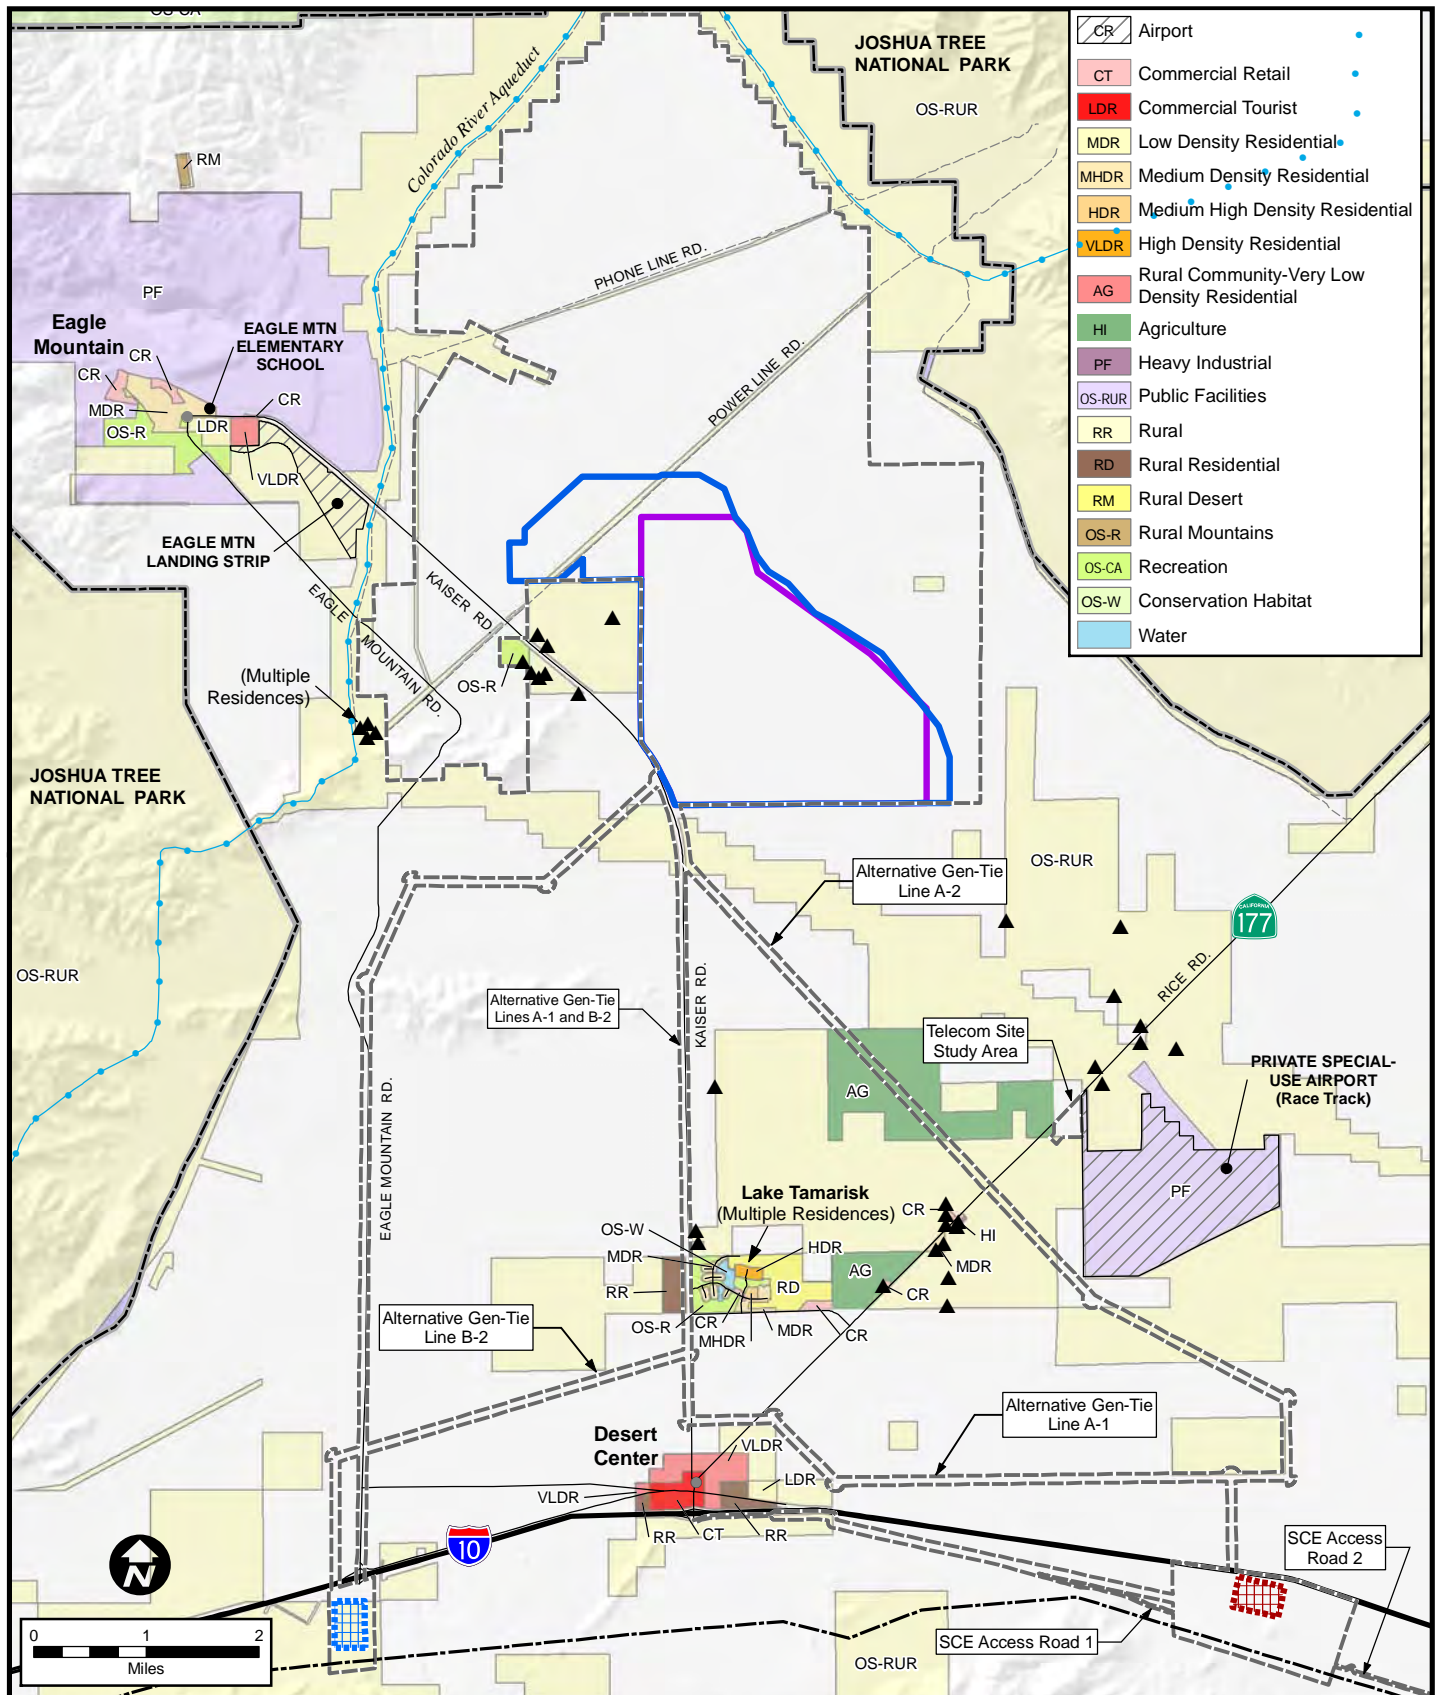 OS-CA
Colorado River Aqueduct
JOSHUA TREE
NATIONAL PARK
OS-RUR
CR Airport
CT Commercial Retail
LDR Commercial Tourist
MDR Low Density Residential
MHDR Medium Density Residential
HDR Medium High Density Residential
VLDR High Density Residential
AG Rural Community-Very Low
Density Residential
HI Agriculture
PF Heavy Industrial
OS-RUR Public Facilities
RR Rural
RD Rural Residential
RM Rural Desert
OS-R Rural Mountains
OS-CA Recreation
OS-W Conservation Habitat
Water
RM
PHONE LINE RD.
PF
Eagle
Mountain
EAGLE MTN
ELEMENTARY
SCHOOL
CR
CR
CR
MDR
LDR
OS-R
VLDR
POWER LINE RD.
EAGLE MTN
LANDING STRIP
KAISER RD.
EAGLE MOUNTAIN RD.
OS-R
(Multiple
Residences)
JOSHUA TREE
NATIONAL PARK
OS-RUR
Alternative Gen-Tie
Line A-2
OS-RUR
CALIFORNIA
177
RICE RD.
Alternative Gen-Tie
Lines A-1 and B-2
KAISER RD.
Telecom Site
Study Area
PRIVATE SPECIAL-
USE AIRPORT
(Race Track)
AG
EAGLE MOUNTAIN RD.
PF
Lake Tamarisk
(Multiple Residences)
CR
HI
OS-W
MDR
HDR
MDR
RR
RD
AG
CR
OS-R
CR
MHDR
MDR
CR
Alternative Gen-Tie
Line B-2
Alternative Gen-Tie
Line A-1
Desert
Center
VLDR
LDR
VLDR
RR
CT
RR
10
N
SCE Access
Road 2
SCE Access Road 1
OS-RUR
0 1 2
Miles